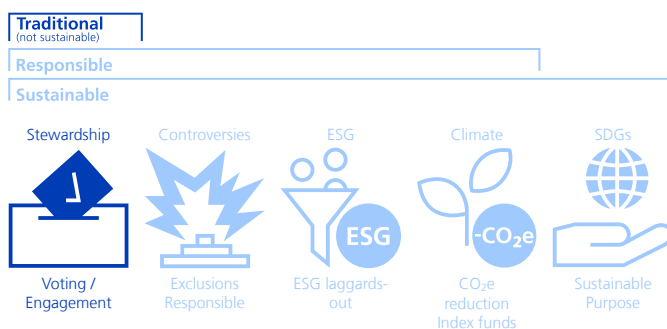 Traditional
(not sustainable)
Responsible
Sustainable
Stewardship
Controversies
ESG
Climate
SDGs
ESG
-CO₂e
Voting /
Engagement
Exclusions
Responsible
ESG laggards-
out
CO₂e
reduction
Index funds
Sustainable
Purpose